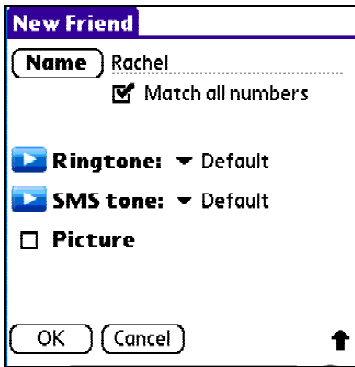 New Friend
Name Rachel
Match all numbers
Ringtone: Default
SMS tone: Default
Picture
OK Cancel